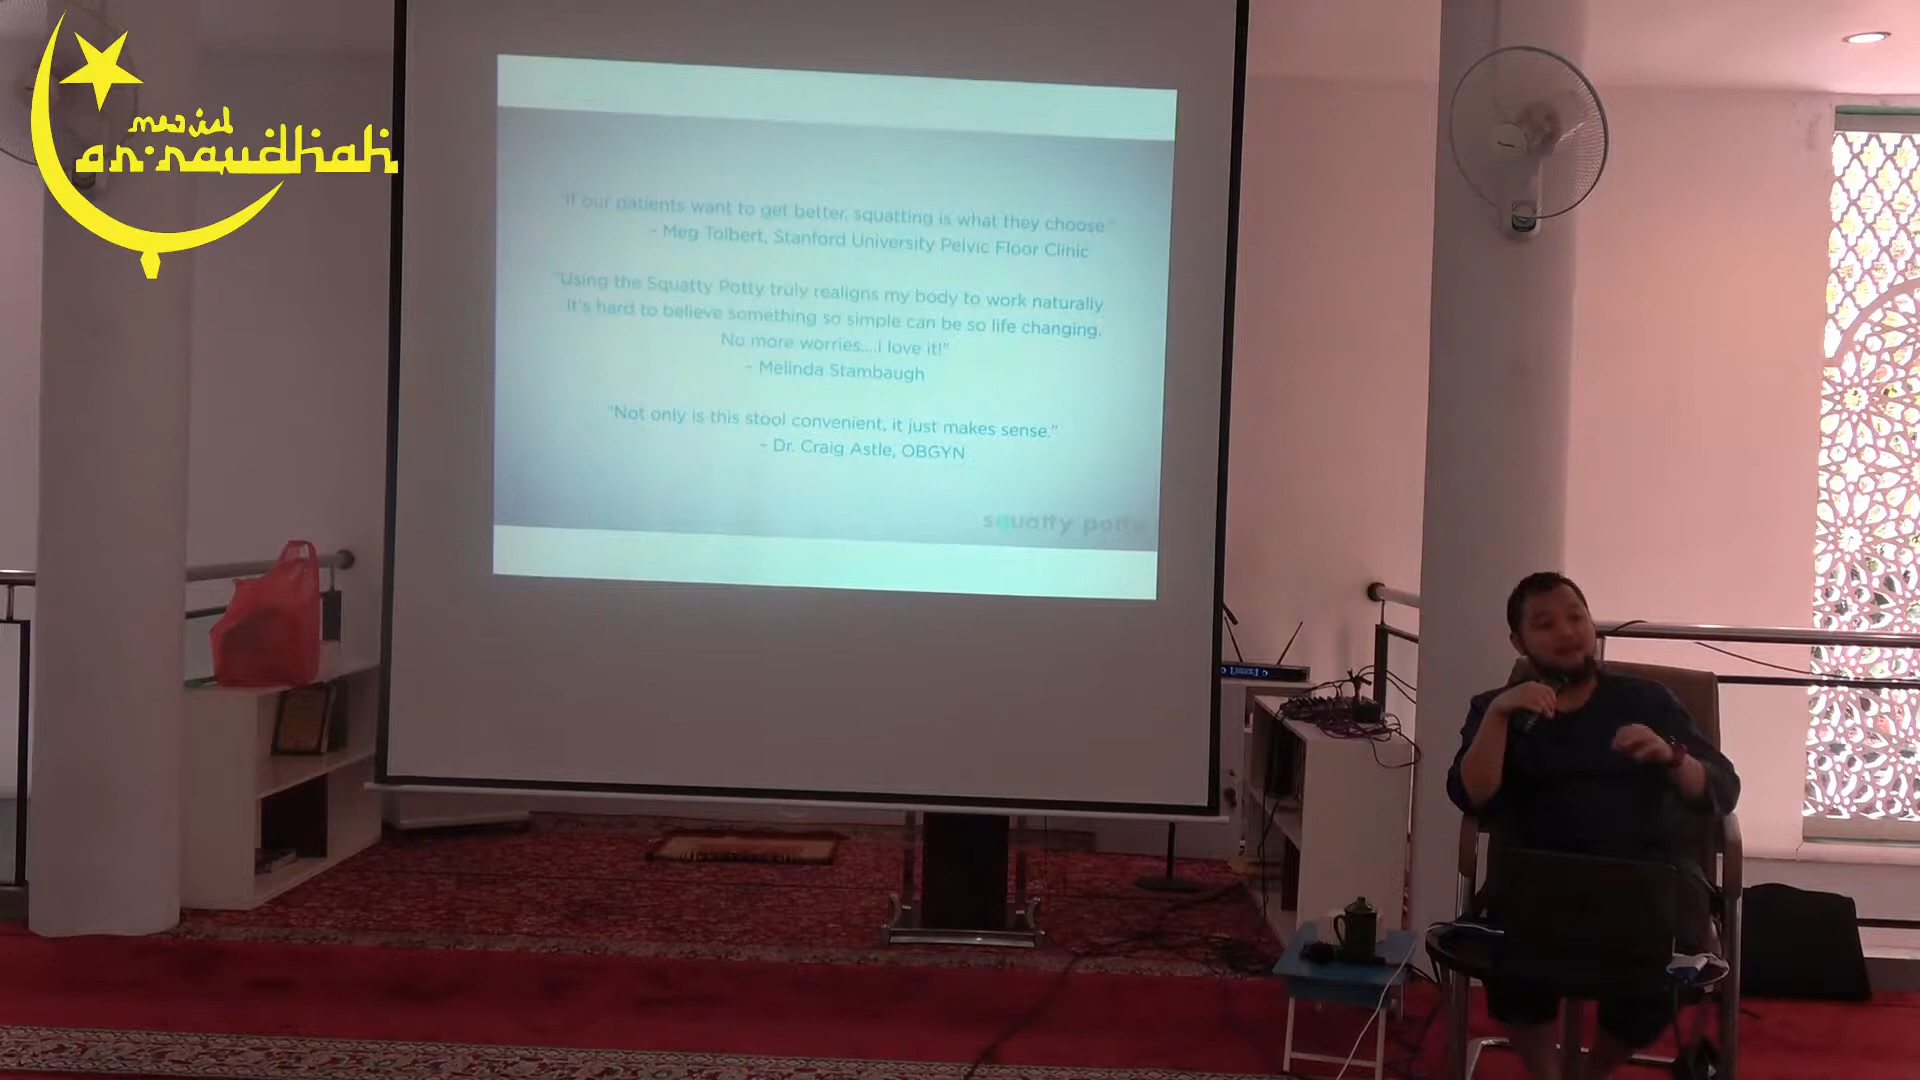 mesjid
ar-raudhah
"If our patients want to get better, squatting is what they choose."
- Meg Tolbert, Stanford University Pelvic Floor Clinic
"Using the Squatty Potty truly realigns my body to work naturally.
It's hard to believe something so simple can be so life changing.
No more worries....I love it!"
- Melinda Stambaugh
"Not only is this stool convenient, it just makes sense."
- Dr. Craig Astle, OBGYN
squatty potty